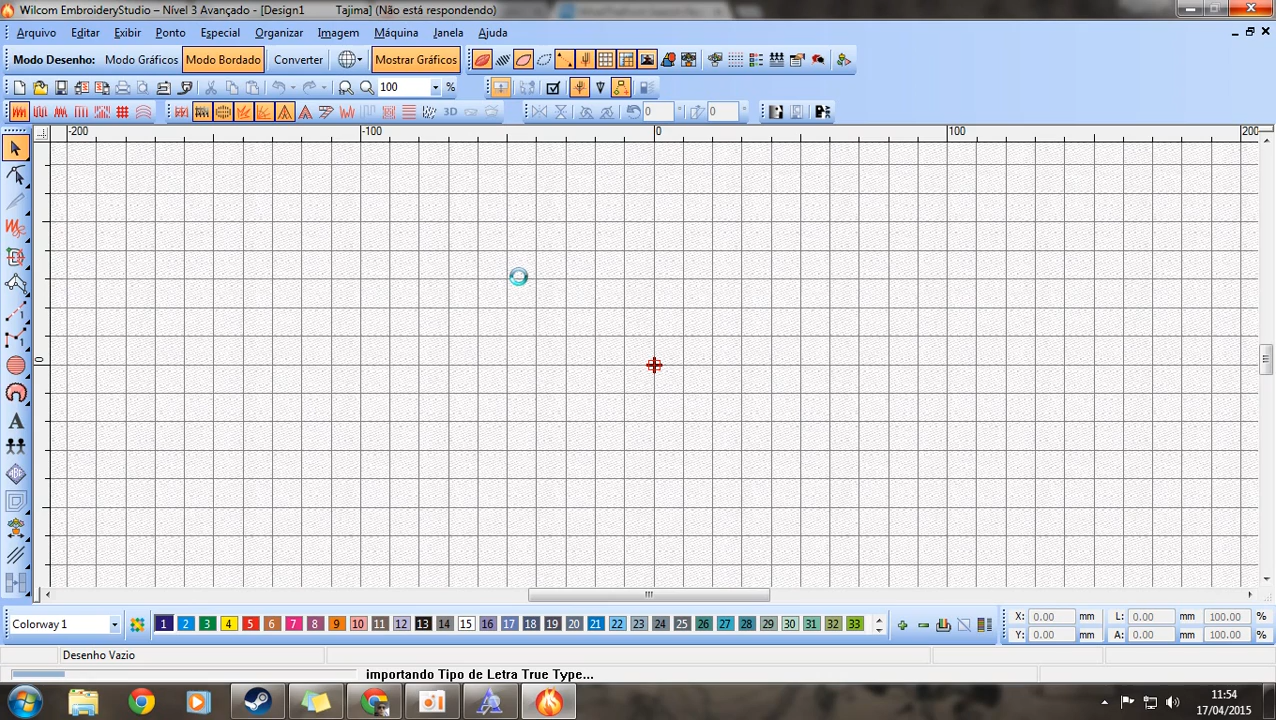 Wilcom EmbroideryStudio – Nível 3 Avançado - [Design1 Tajima] (Não está respondendo)
Arquivo Editar Exibir Ponto Especial Organizar Imagem Máquina Janela Ajuda
Modo Desenho: Modo Gráficos Modo Bordado Converter Mostrar Gráficos
100 %
3D 0 ° 0 °
-200 -100 0 100 200
0
Colorway 1 1 2 3 4 5 6 7 8 9 10 11 12 13 14 15 16 17 18 19 20 21 22 23 24 25 26 27 28 29 30 31 32 33
X: 0.00 mm L: 0.00 mm 100.00 %
Y: 0.00 mm A: 0.00 mm 100.00 %
Desenho Vazio
importando Tipo de Letra True Type...
11:54
17/04/2015